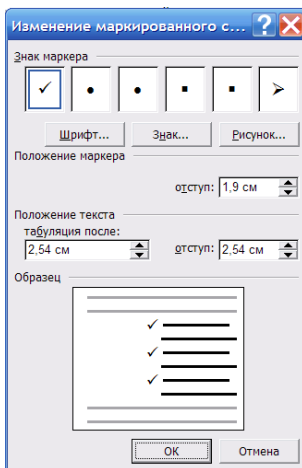 Изменение маркированного с...
Знак маркера
Шрифт... Знак... Рисунок...
Положение маркера
отступ: 1,9 см
Положение текста
табуляция после:
2,54 см отступ: 2,54 см
Образец
ОК Отмена